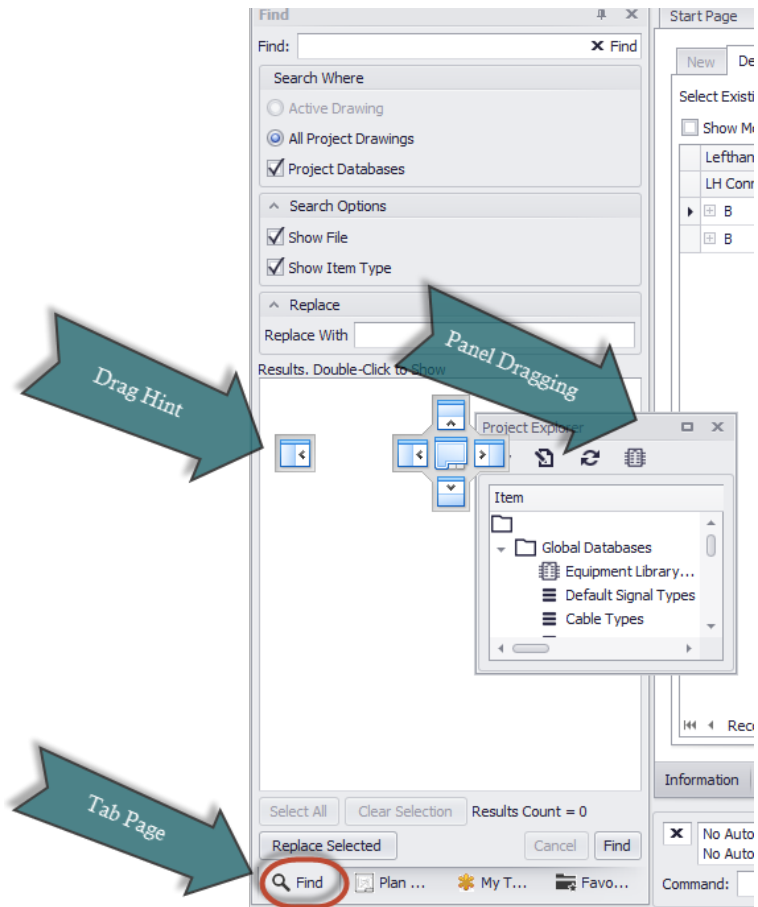 Find
Start Page
Find:
Find
New
De
Search Where
Select Existi
Active Drawing
Show Mo
All Project Drawings
Lefthan
Project Databases
LH Conn
Search Options
B
Show File
B
Show Item Type
Replace
Replace With
Panel Dragging
Results. Double-Click to Show
Drag Hint
Project Explorer
Item
Global Databases
Equipment Library...
Default Signal Types
Cable Types
Reco
Information
Tab Page
Select All
Clear Selection
Results Count = 0
Replace Selected
Cancel
Find
No Auto
No Auto
Find
Plan ...
My T...
Favo...
Command: